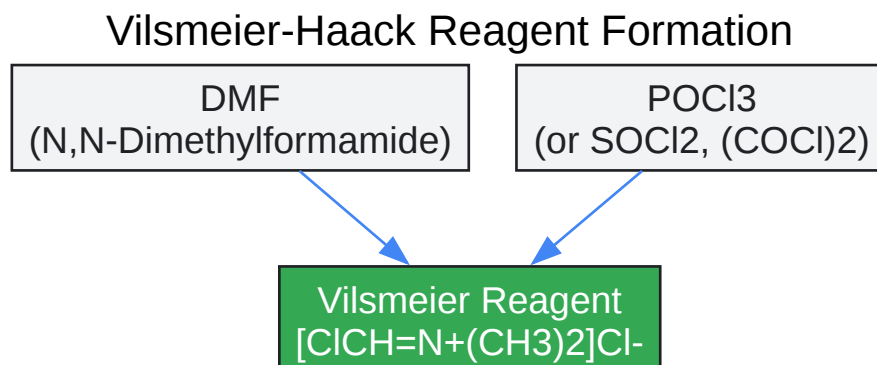 Vilsmeier-Haack Reagent Formation
DMF
(N,N-Dimethylformamide)
POCl3
(or SOCl2, (COCl)2)
Vilsmeier Reagent
[ClCH=N+(CH3)2]Cl-